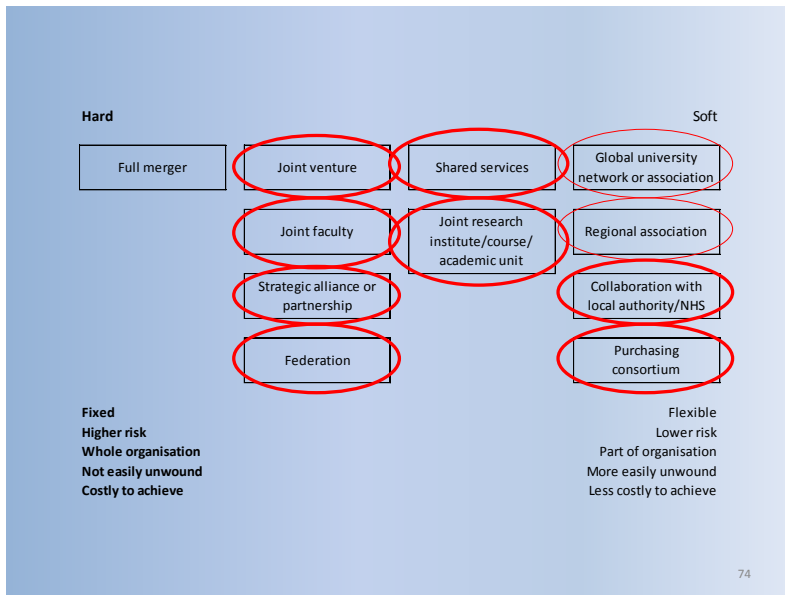 Hard
Soft
Full merger
Joint venture
Shared services
Global university
network or association
Joint faculty
Joint research
institute/course/
academic unit
Regional association
Strategic alliance or
partnership
Collaboration with
local authority/NHS
Federation
Purchasing
consortium
Fixed
Higher risk
Whole organisation
Not easily unwound
Costly to achieve
Flexible
Lower risk
Part of organisation
More easily unwound
Less costly to achieve
74